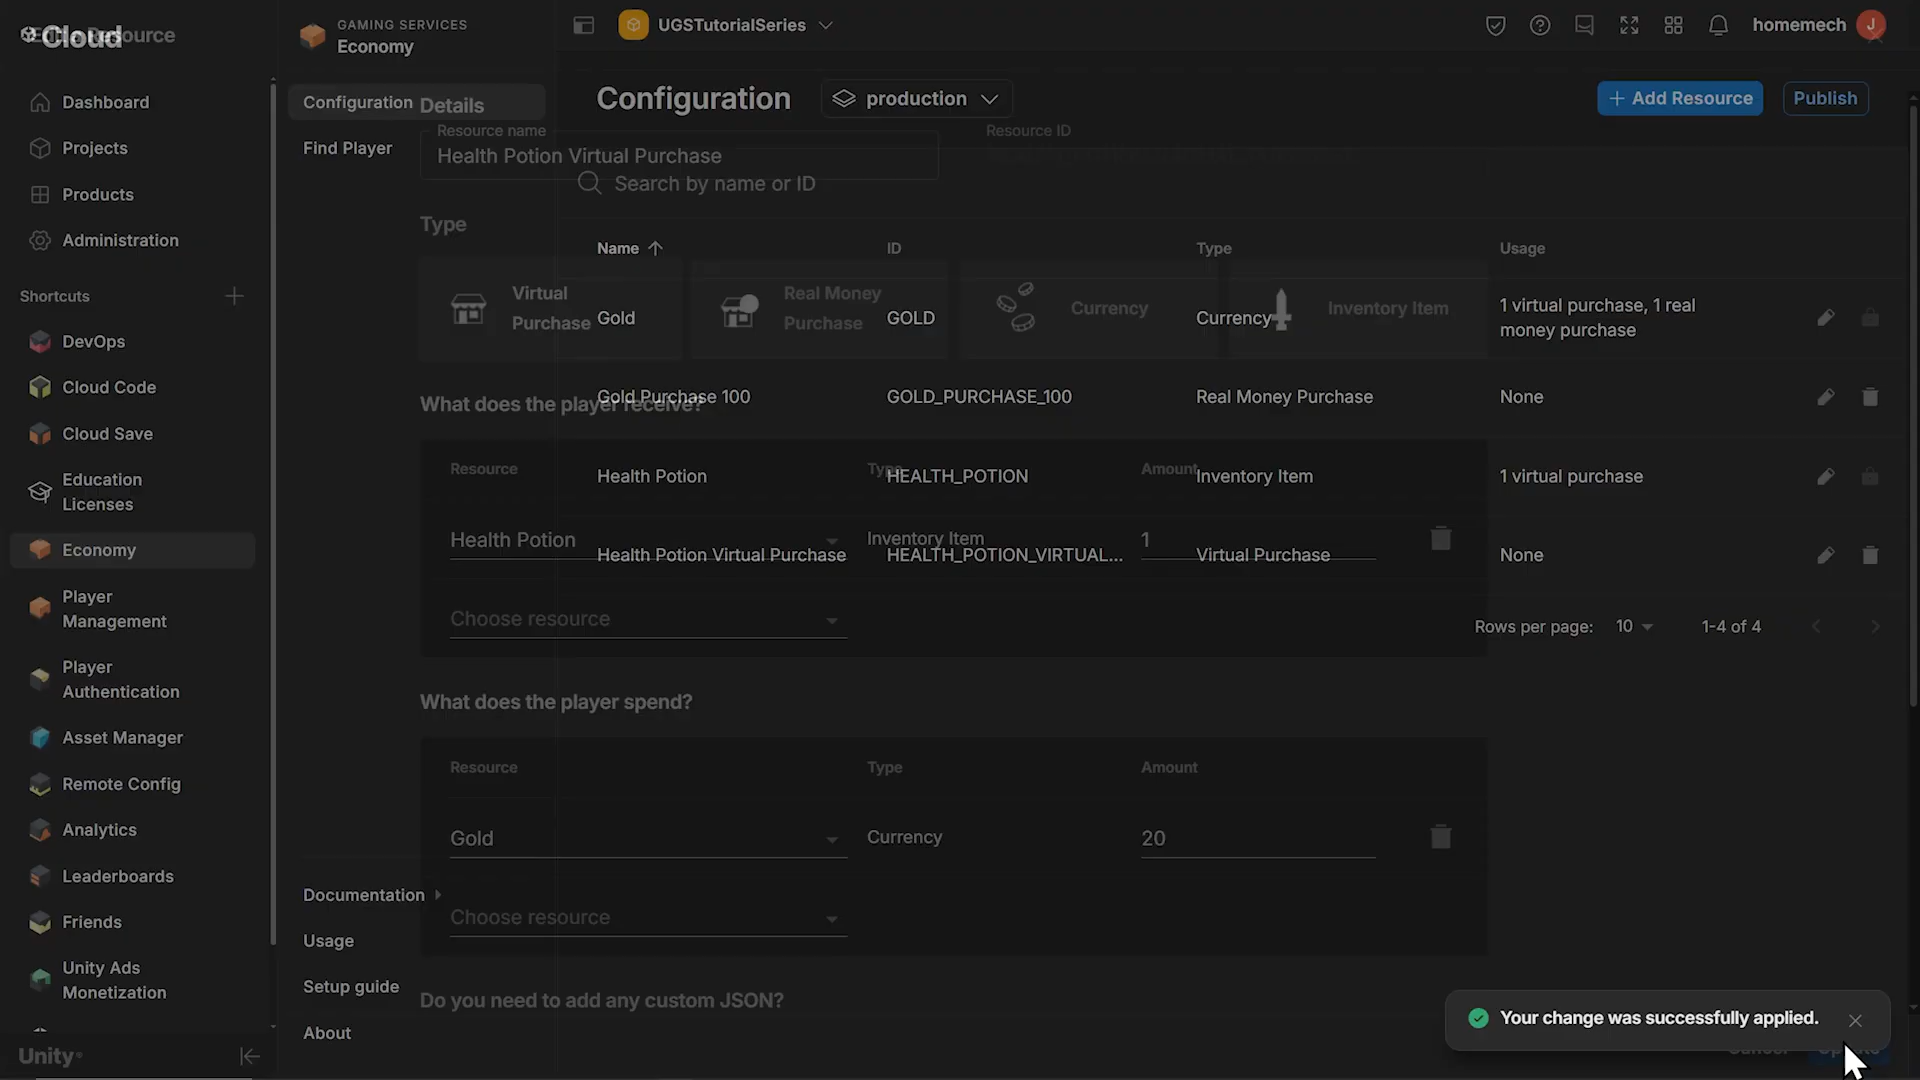 Cloud
Resource
Dashboard
Projects
Products
Administration
Shortcuts
DevOps
Cloud Code
Cloud Save
Education
Licenses
Economy
Player
Management
Player
Authentication
Asset Manager
Remote Config
Analytics
Leaderboards
Friends
Unity Ads
Monetization
Unity
GAMING SERVICES
Economy
Configuration
Find Player
Documentation
Usage
Setup guide
About
UGSTutorialSeries
homemech
J
Configuration
production
+ Add Resource
Publish
Search by name or ID
Name
ID
Type
Usage
Gold
GOLD
Currency
1 virtual purchase, 1 real
money purchase
Gold Purchase 100
GOLD_PURCHASE_100
Real Money Purchase
None
Health Potion
HEALTH_POTION
Inventory Item
1 virtual purchase
Health Potion Virtual Purchase
HEALTH_POTION_VIRTUAL...
Virtual Purchase
None
Rows per page:
10
1-4 of 4
Details
Resource name
Health Potion Virtual Purchase
Resource ID
Type
Virtual
Purchase
Real Money
Purchase
Currency
Inventory Item
What does the player receive?
Resource
Type
Amount
Health Potion
Inventory Item
1
Choose resource
What does the player spend?
Resource
Type
Amount
Gold
Currency
20
Choose resource
Do you need to add any custom JSON?
Your change was successfully applied.
Cancel